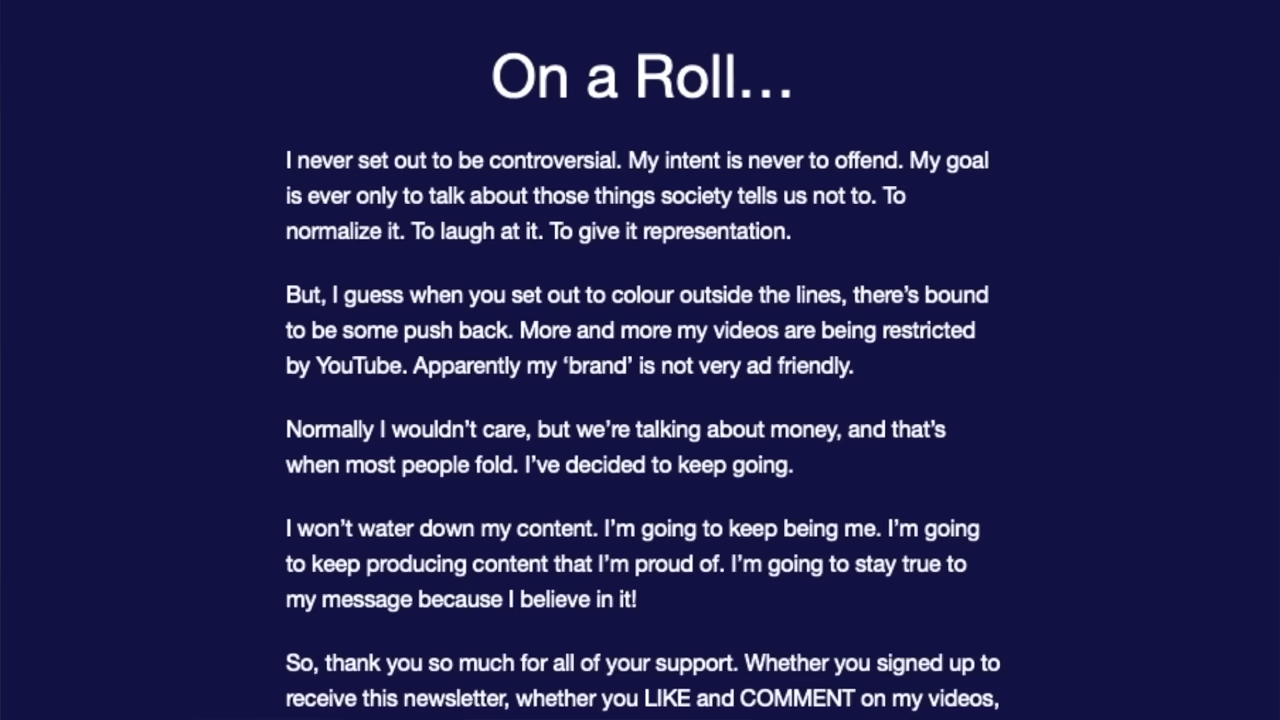 On a Roll...
I never set out to be controversial. My intent is never to offend. My goal
is ever only to talk about those things society tells us not to. To
normalize it. To laugh at it. To give it representation.
But, I guess when you set out to colour outside the lines, there’s bound
to be some push back. More and more my videos are being restricted
by YouTube. Apparently my ‘brand’ is not very ad friendly.
Normally I wouldn’t care, but we’re talking about money, and that’s
when most people fold. I’ve decided to keep going.
I won’t water down my content. I’m going to keep being me. I’m going
to keep producing content that I’m proud of. I’m going to stay true to
my message because I believe in it!
So, thank you so much for all of your support. Whether you signed up to
receive this newsletter, whether you LIKE and COMMENT on my videos,